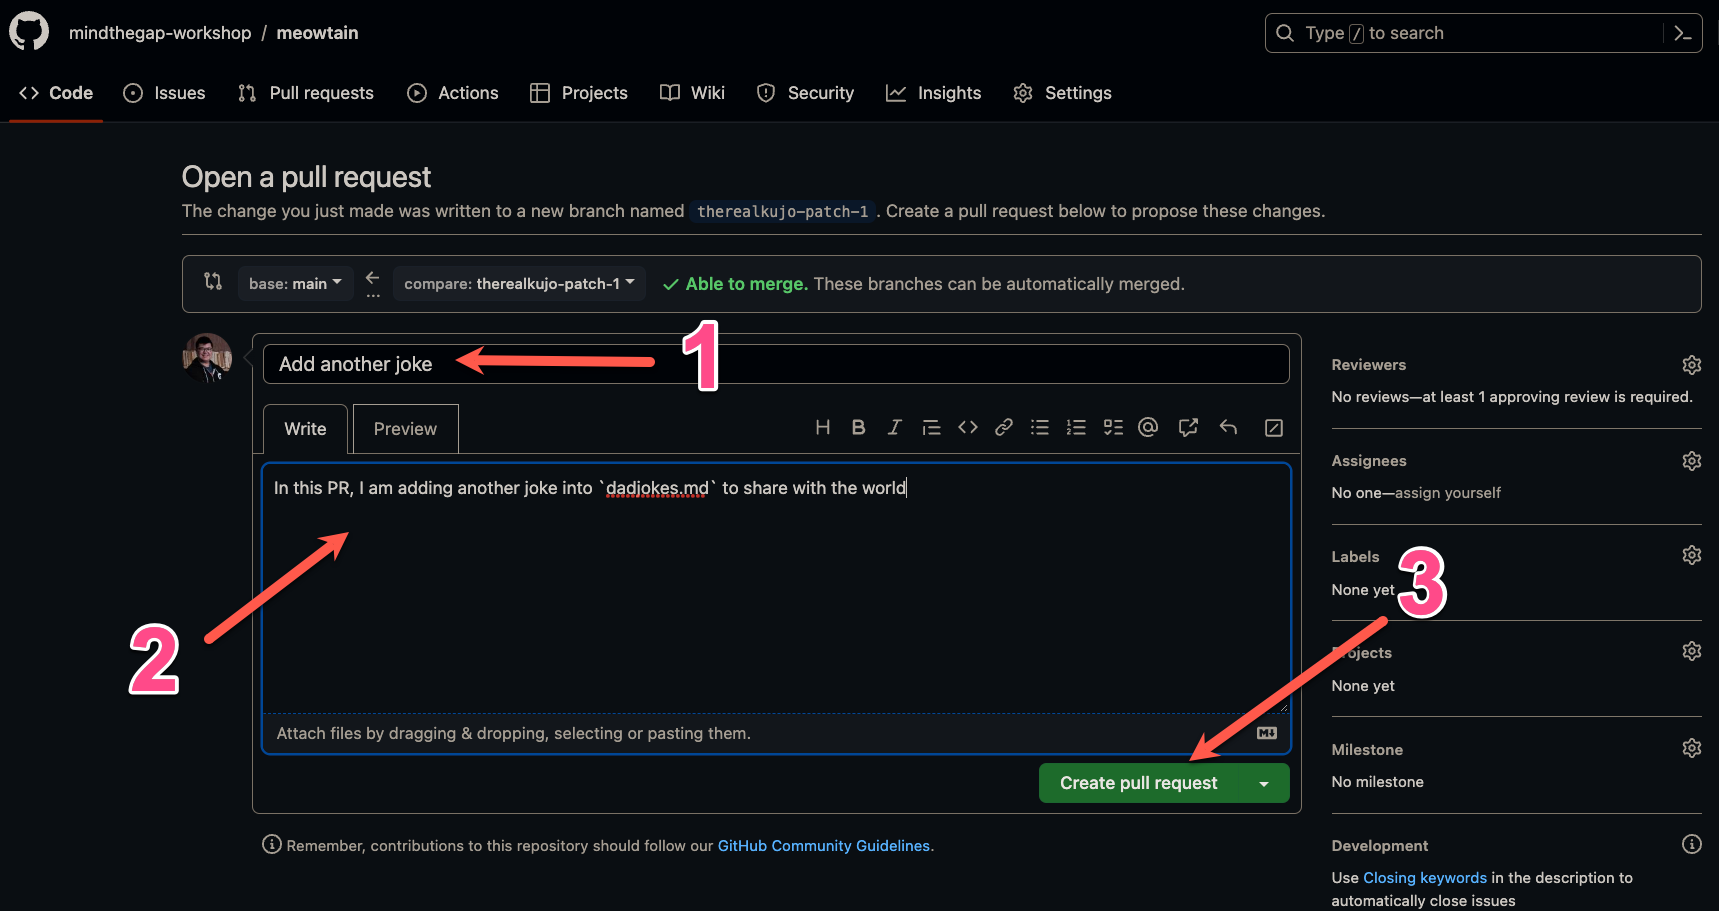 mindthegap-workshop / meowtain
Type / to search
Code Issues Pull requests Actions Projects Wiki Security Insights Settings
Open a pull request
The change you just made was written to a new branch named therealkujo-patch-1 . Create a pull request below to propose these changes.
base: main compare: therealkujo-patch-1 Able to merge. These branches can be automatically merged.
1
Add another joke
Write Preview
In this PR, I am adding another joke into `dadjokes.md` to share with the world
2
Attach files by dragging & dropping, selecting or pasting them.
3
Create pull request
Remember, contributions to this repository should follow our GitHub Community Guidelines.
Reviewers
No reviews—at least 1 approving review is required.
Assignees
No one—assign yourself
Labels
None yet
Projects
None yet
Milestone
No milestone
Development
Use Closing keywords in the description to
automatically close issues